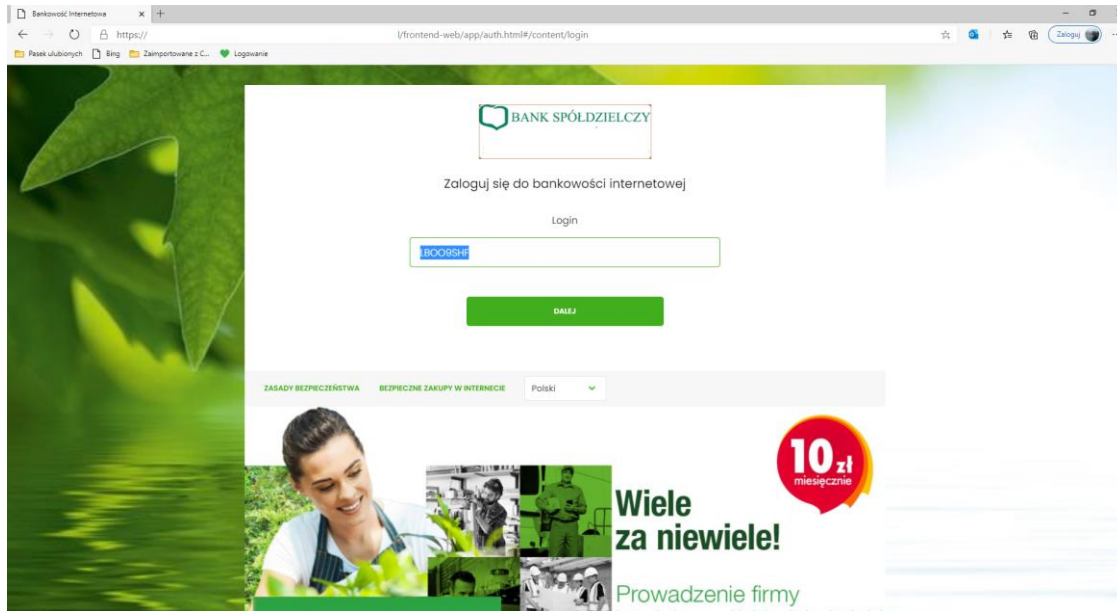 Bankowość Internetowa
https:// l/frontend-web/app/auth.html#/content/login
Zaloguj
Pasek ulubionych Bing Zaimportowane z C... Logowanie
BANK SPÓŁDZIELCZY
Zaloguj się do bankowości internetowej
Login
LBOO9SHF
DALEJ
ZASADY BEZPIECZEŃSTWA BEZPIECZNE ZAKUPY W INTERNECIE Polski
10 zł
miesięcznie
Wiele
za niewiele!
Prowadzenie firmy